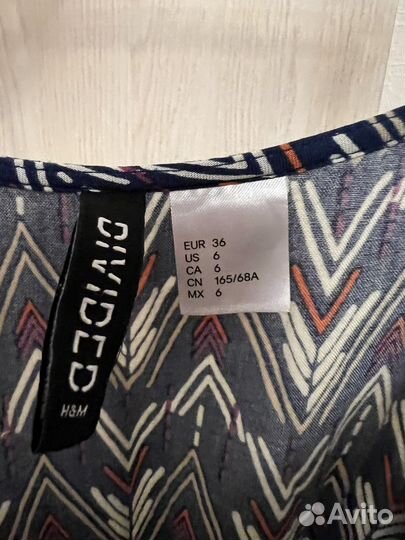 DIVIDED
H&M
EUR 36
US 6
CA 6
CN 165/68A
MX 6
Avito